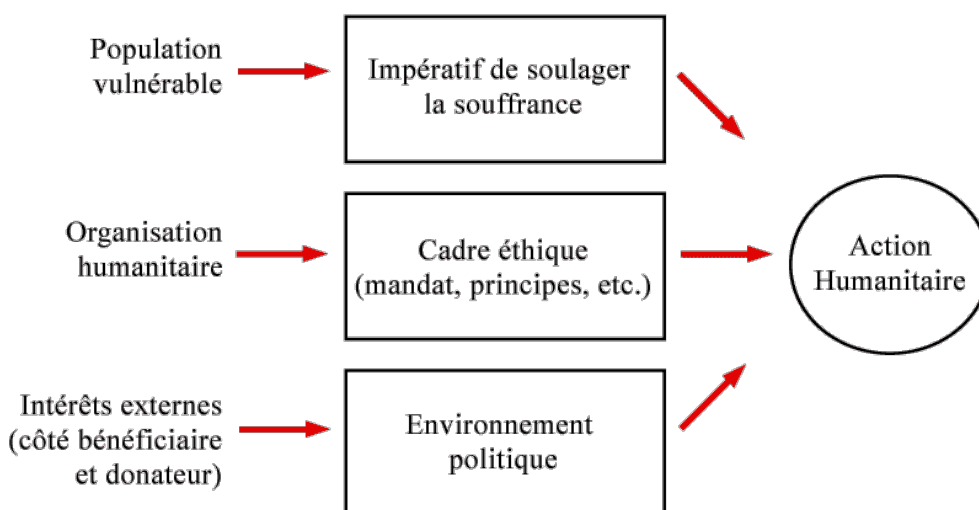 Population
vulnérable
Impératif de soulager
la souffrance
Organisation
humanitaire
Cadre éthique
(mandat, principes, etc.)
Action
Humanitaire
Intérêts externes
(côté bénéficiaire
et donateur)
Environnement
politique